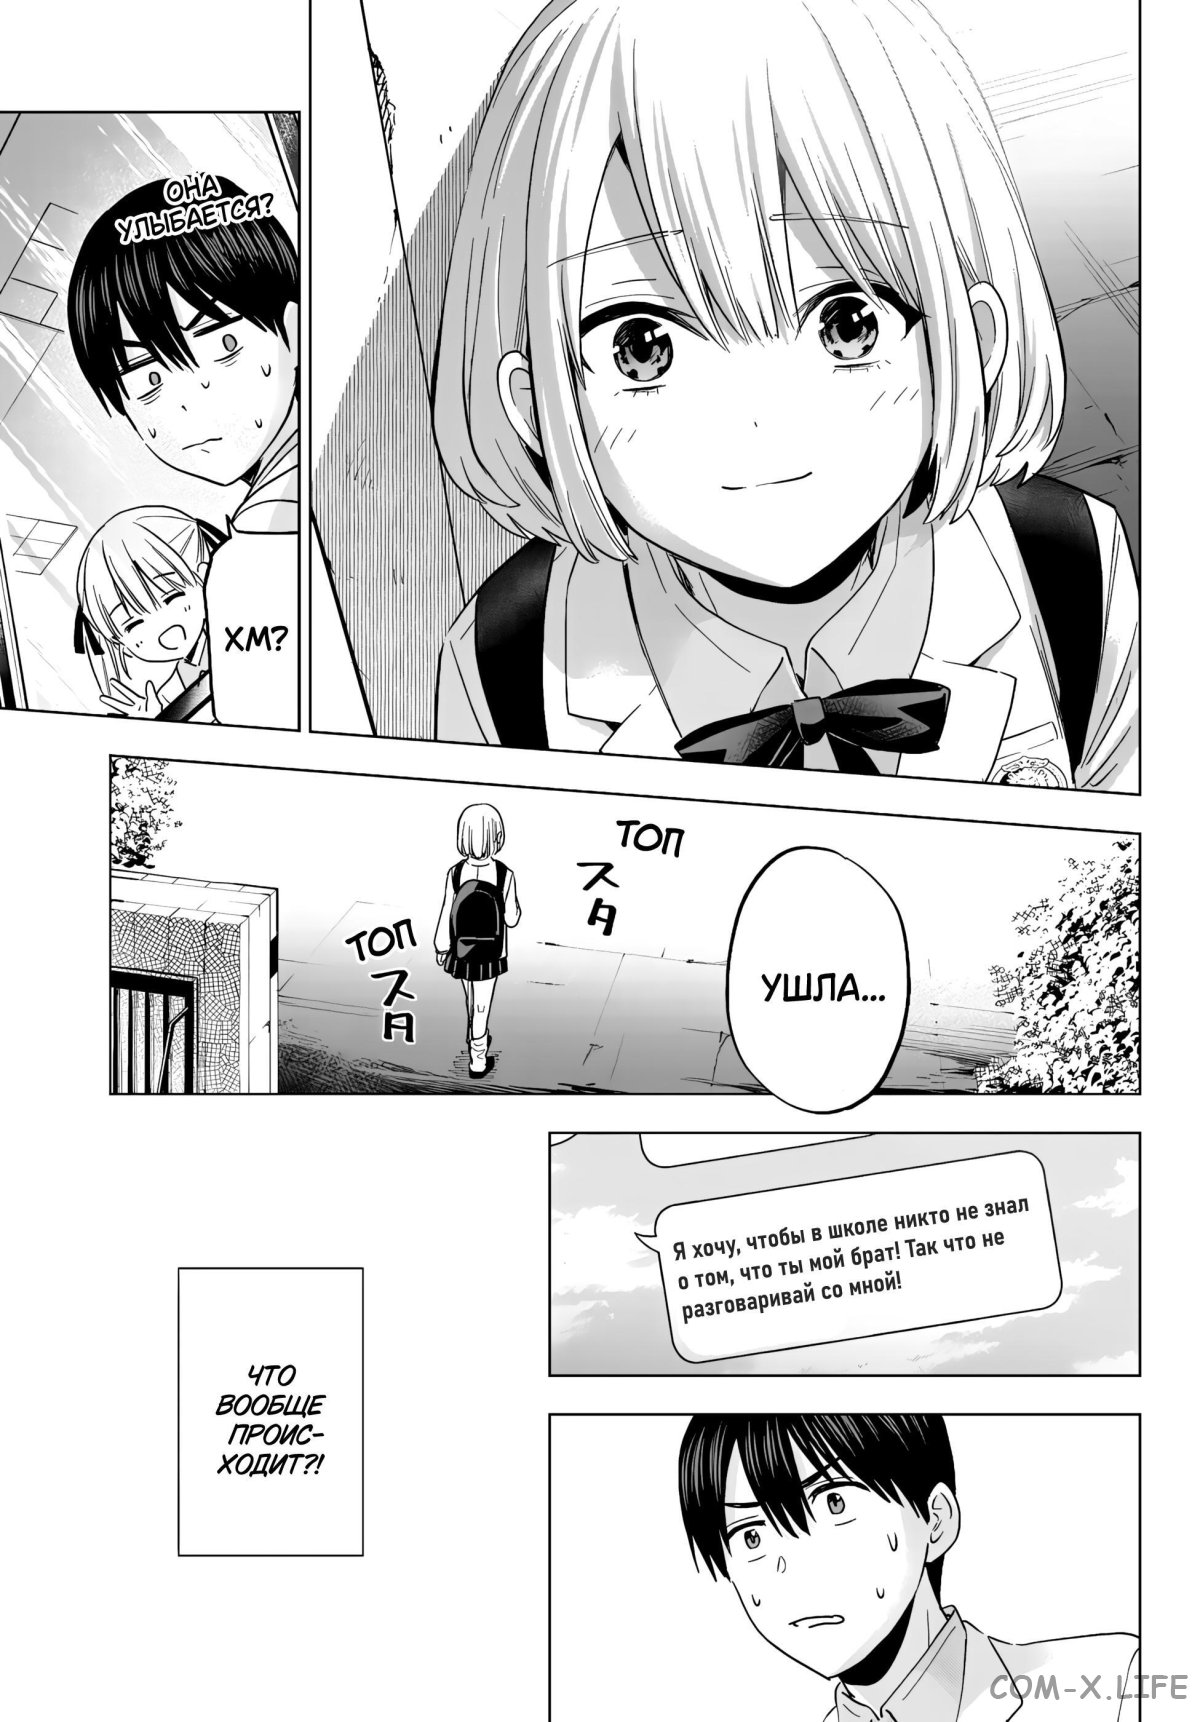 ОНА
УЛЫБАЕТСЯ?
ХМ?
ТОП
スタ
ТОП
スタ
УШЛА...
Я хочу, чтобы в школе никто не знал
о том, что ты мой брат! Так что не
разговаривай со мной!
ЧТО
ВООБЩЕ
ПРОИС-
ХОДИТ?!
COM-X.LIFE